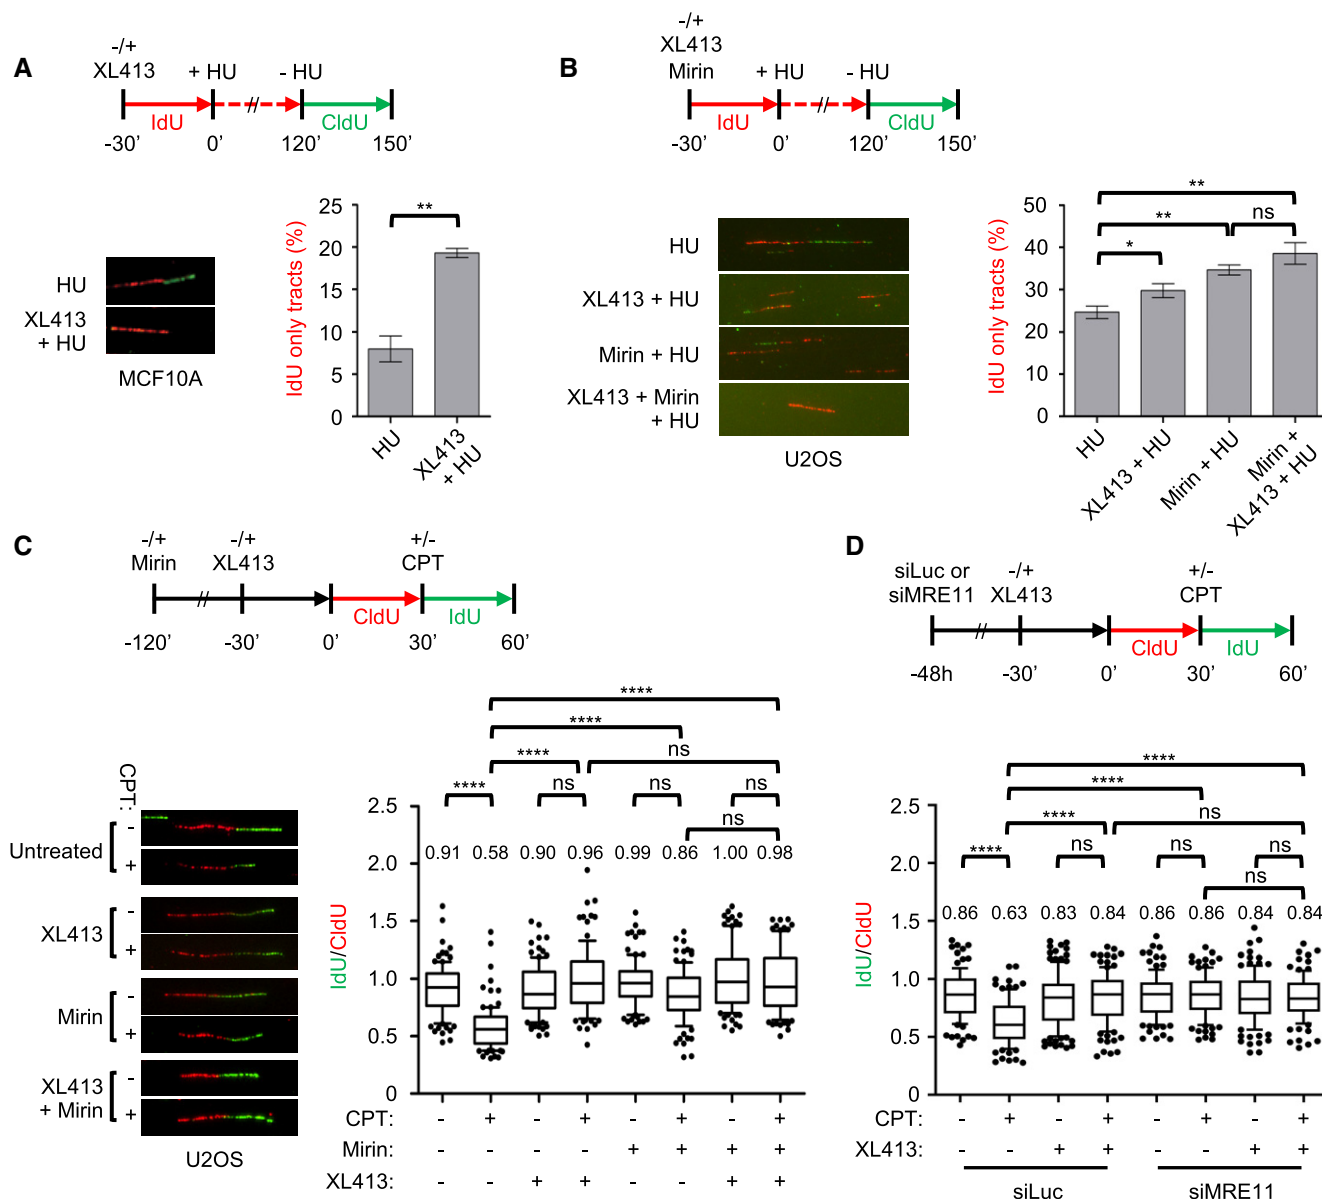 A
-/+
XL413
+ HU
- HU
//
IdU
CldU
-30’
0’
120’
150’
HU
XL413
+ HU
MCF10A
IdU only tracts (%)
25
20
15
10
5
0
**
HU
XL413
+ HU
B
-/+
XL413
Mirin
+ HU
- HU
//
IdU
CldU
-30’
0’
120’
150’
HU
XL413 + HU
Mirin + HU
XL413 + Mirin
+ HU
U2OS
IdU only tracts (%)
50
40
30
20
10
0
**
**
ns
*
HU
XL413 + HU
Mirin + HU
Mirin +
XL413 + HU
C
-/+
Mirin
-/+
XL413
+/-
CPT
//
CldU
IdU
-120’
-30’
0’
30’
60’
CPT:
Untreated
-
+
XL413
-
+
Mirin
-
+
XL413
+ Mirin
-
+
U2OS
IdU/CldU
2.5
2.0
1.5
1.0
0.5
0
****
****
**** ns
**** ns ns ns
ns
0.91 0.58 0.90 0.96 0.99 0.86 1.00 0.98
CPT: - + - + - + - +
Mirin: - - - - + + + +
XL413: - - + + - - + +
D
siLuc or
siMRE11
-/+
XL413
+/-
CPT
//
CldU
IdU
-48h
-30’
0’
30’
60’
IdU/CldU
2.5
2.0
1.5
1.0
0.5
0
****
****
**** ns
**** ns ns ns
ns
0.86 0.63 0.83 0.84 0.86 0.86 0.84 0.84
CPT: - + - + - + - +
XL413: - - + + - - + +
siLuc
siMRE11